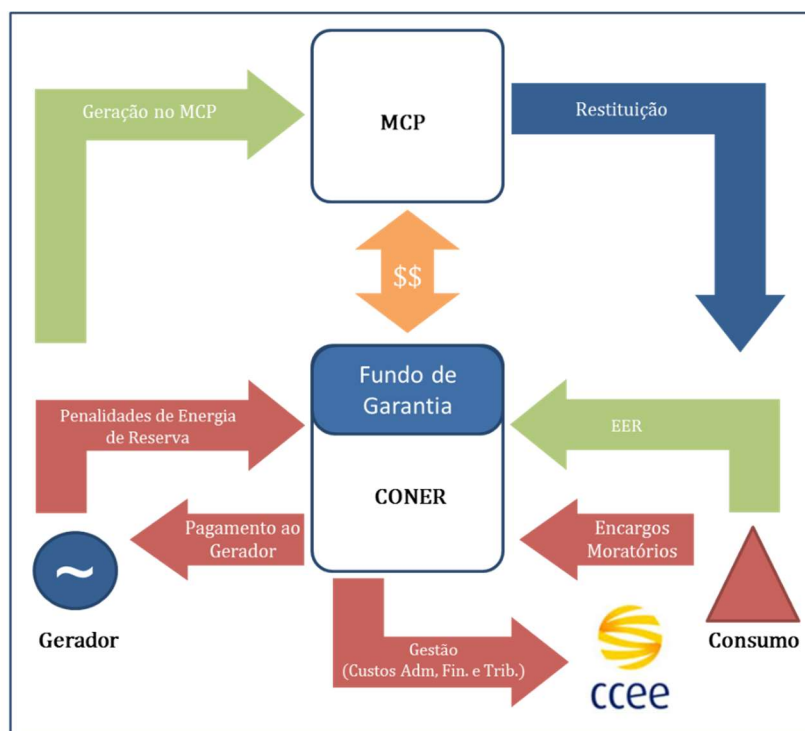 Geração no MCP
MCP
Restituição
$$
Fundo de
Garantia
Penalidades de Energia
de Reserva
EER
CONER
Pagamento ao
Gerador
Encargos
Moratórios
~
Gerador
Consumo
Gestão
(Custos Adm, Fin. e Trib.)
ccee